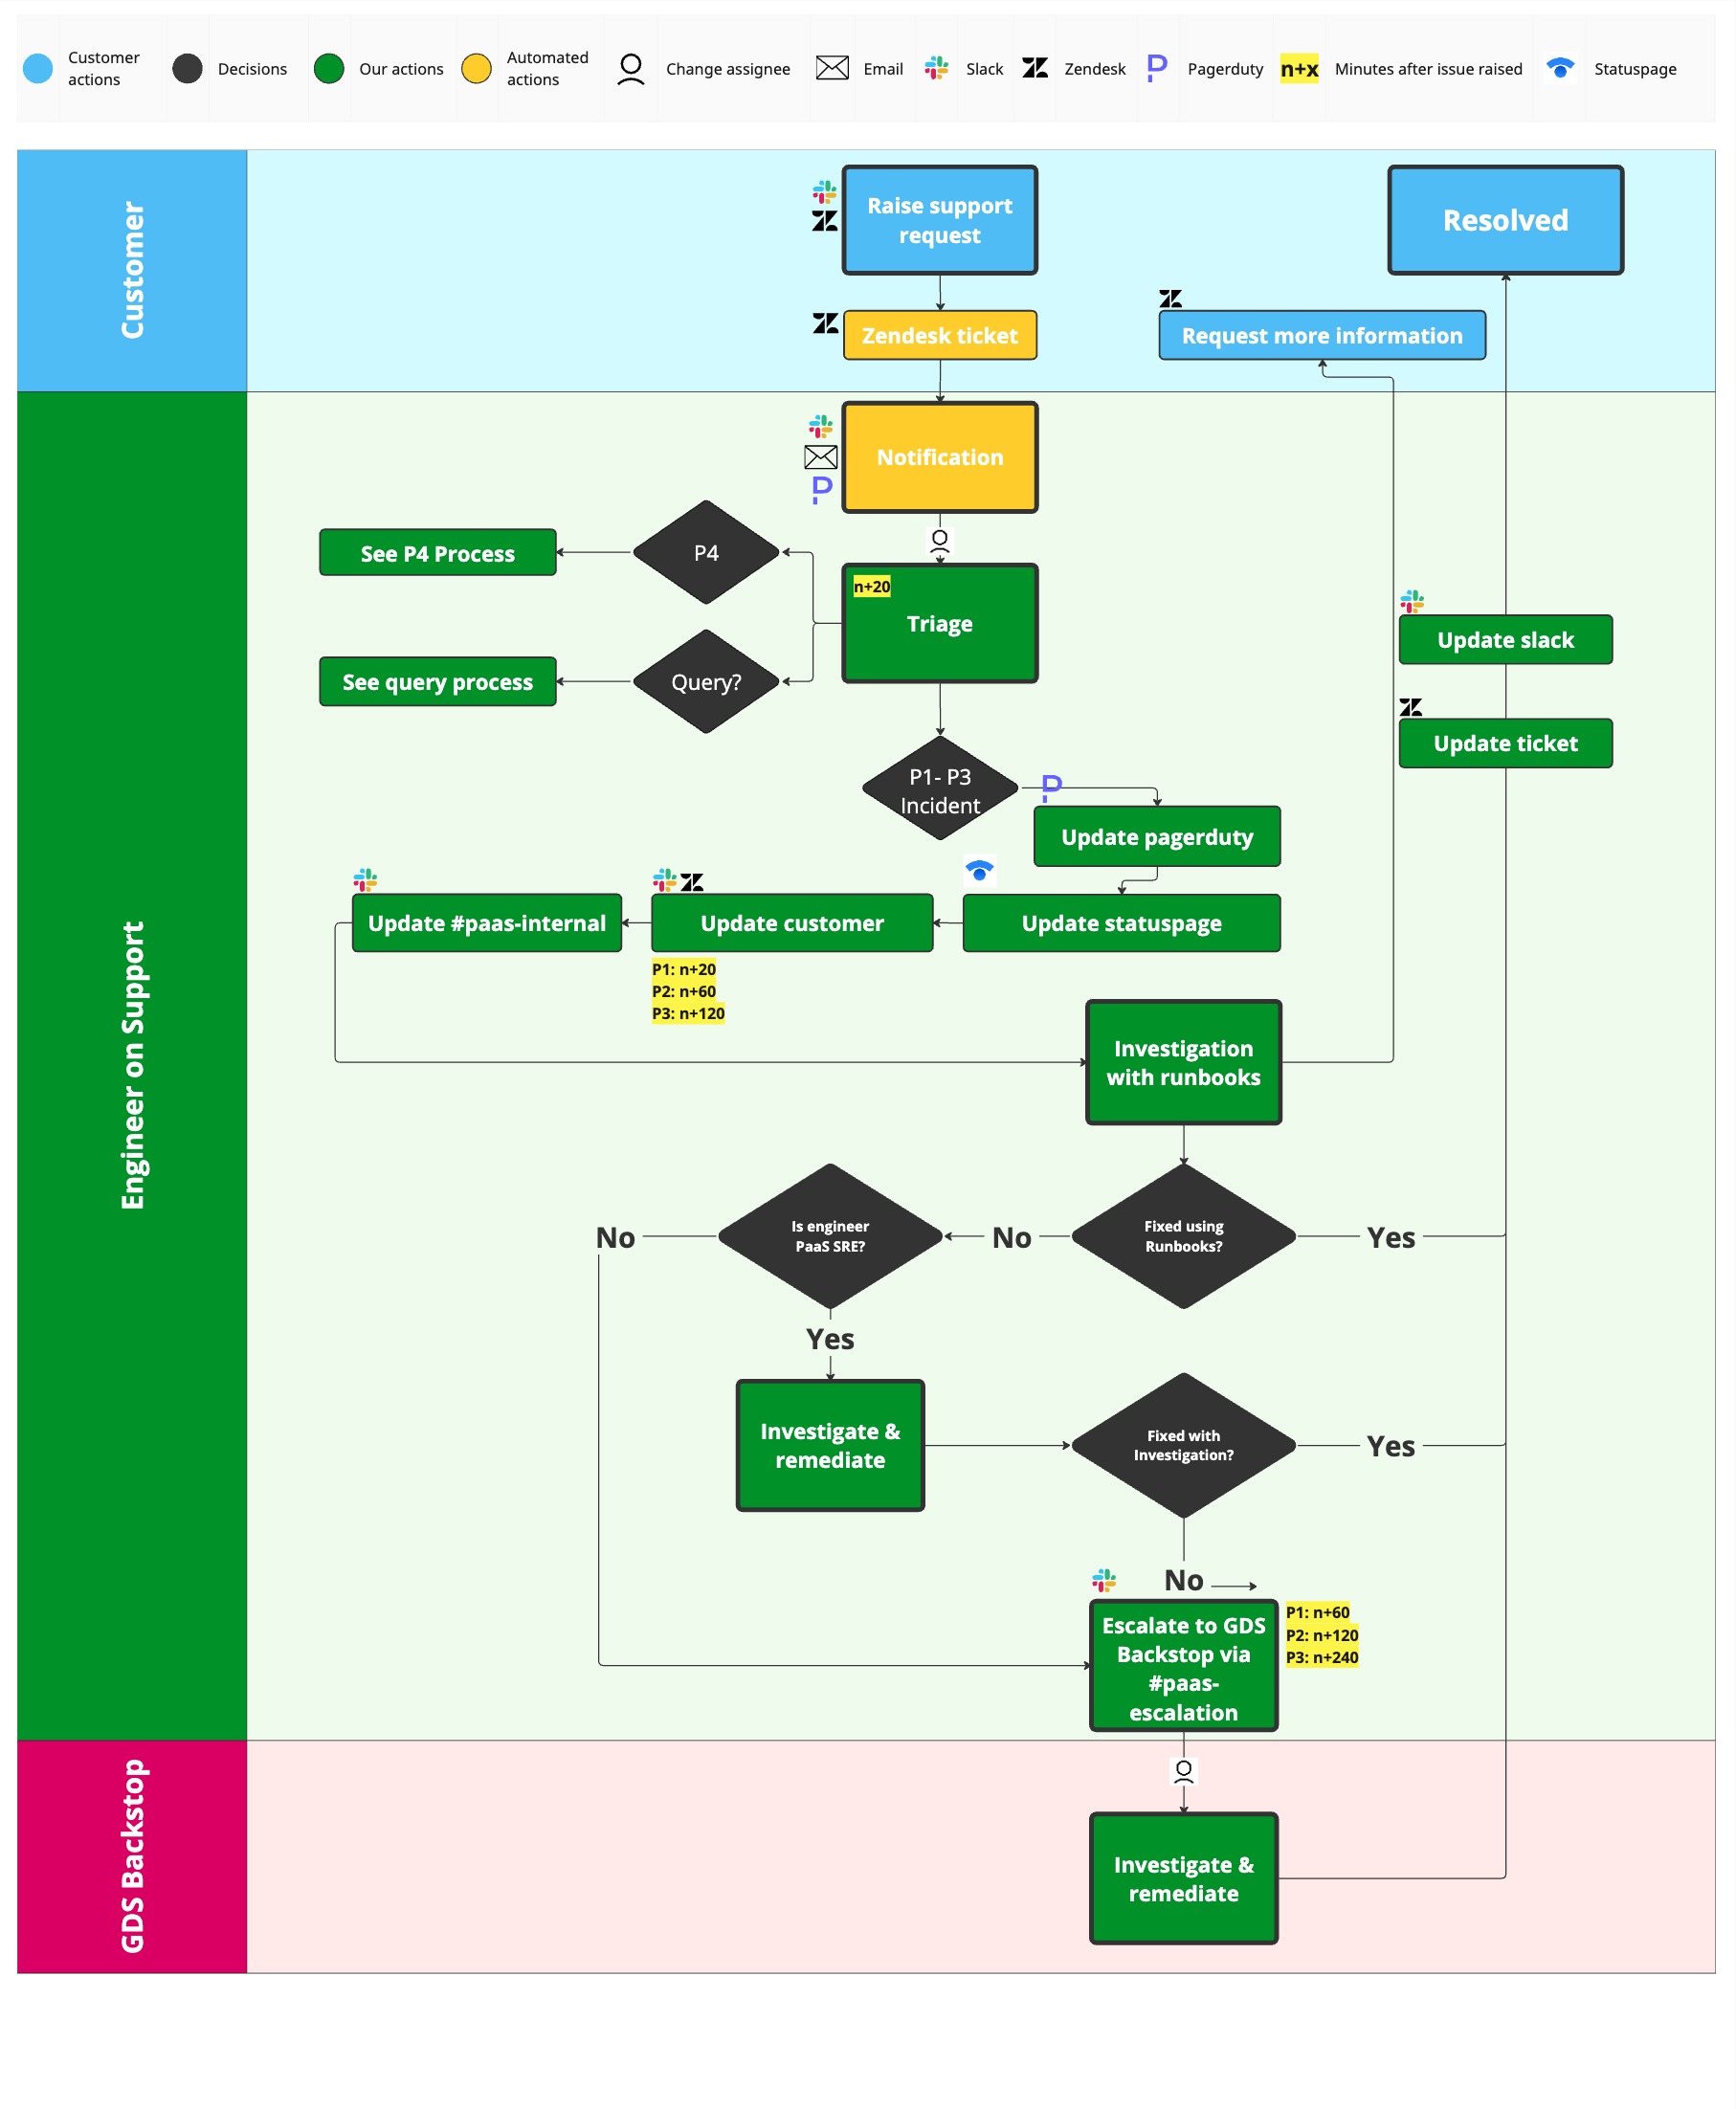 Customer
actions
Decisions
Our actions
Automated
actions
Change assignee
Email
Slack
Zendesk
Pagerduty
n+x
Minutes after issue raised
Statuspage
Customer
Raise support
request
Resolved
Zendesk ticket
Request more information
Engineer on Support
Notification
P4
See P4 Process
n+20
Triage
Query?
See query process
Update slack
Update ticket
P1- P3
Incident
Update pagerduty
Update statuspage
Update customer
Update #paas-internal
P1: n+20
P2: n+60
P3: n+120
Investigation
with runbooks
Fixed using
Runbooks?
Yes
No
Is engineer
PaaS SRE?
No
Yes
Investigate &
remediate
Fixed with
Investigation?
Yes
No
Escalate to GDS
Backstop via
#paas-
escalation
P1: n+60
P2: n+120
P3: n+240
GDS Backstop
Investigate &
remediate